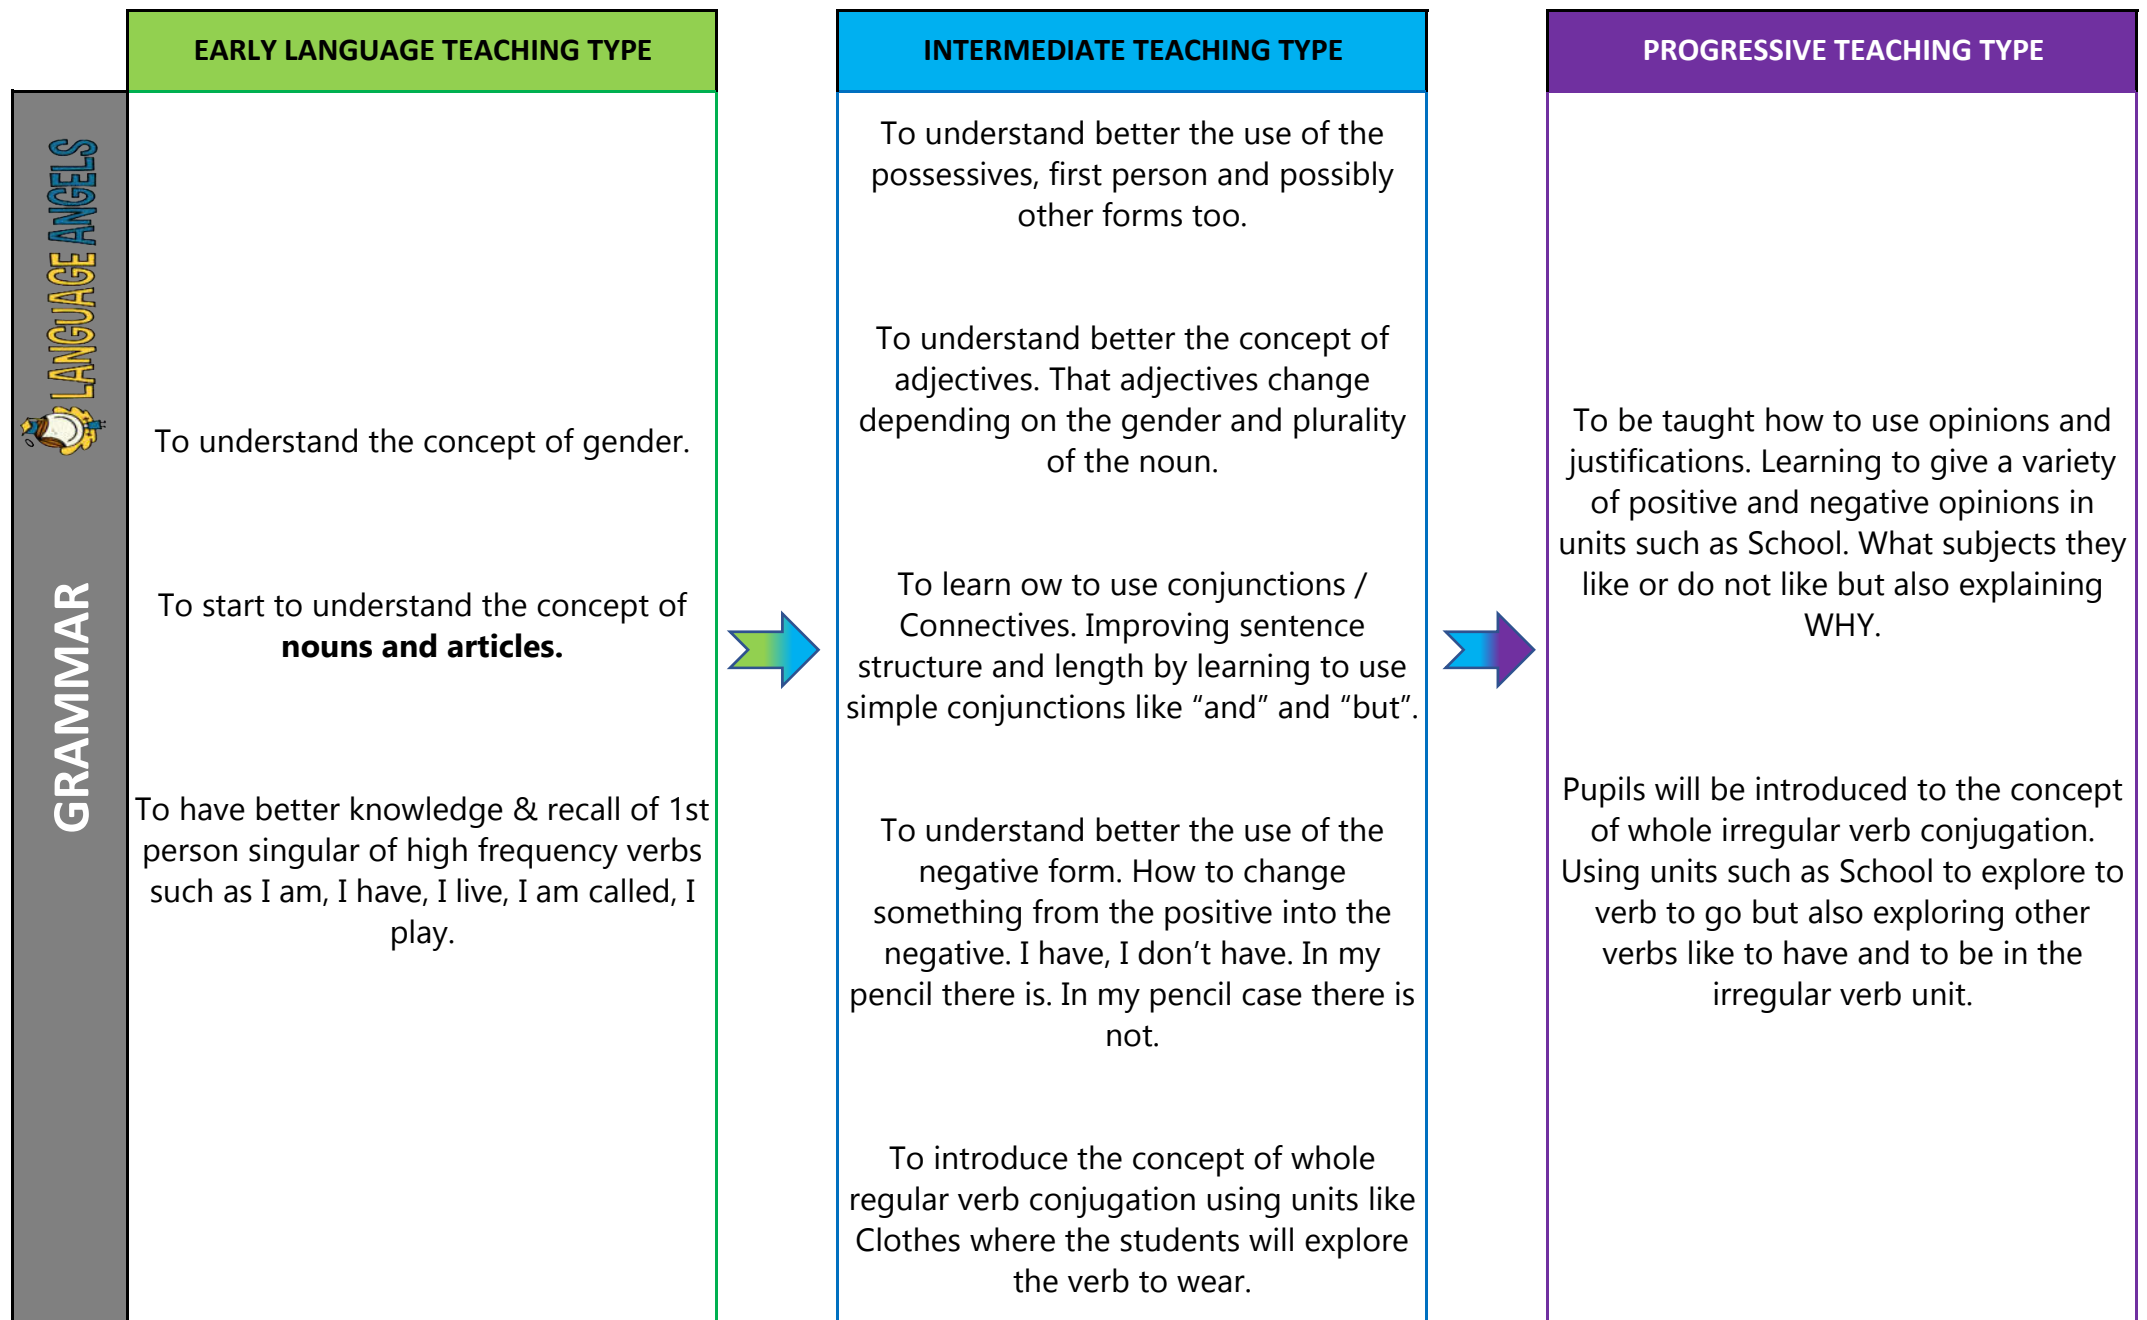 EARLY LANGUAGE TEACHING TYPE
INTERMEDIATE TEACHING TYPE
PROGRESSIVE TEACHING TYPE
LANGUAGE ANGELS
GRAMMAR
To understand the concept of gender.
To start to understand the concept of
nouns and articles.
To have better knowledge & recall of 1st
person singular of high frequency verbs
such as I am, I have, I live, I am called, I
play.
To understand better the use of the
possessives, first person and possibly
other forms too.
To understand better the concept of
adjectives. That adjectives change
depending on the gender and plurality
of the noun.
To learn ow to use conjunctions /
Connectives. Improving sentence
structure and length by learning to use
simple conjunctions like “and” and “but”.
To understand better the use of the
negative form. How to change
something from the positive into the
negative. I have, I don’t have. In my
pencil there is. In my pencil case there is
not.
To introduce the concept of whole
regular verb conjugation using units like
Clothes where the students will explore
the verb to wear.
To be taught how to use opinions and
justifications. Learning to give a variety
of positive and negative opinions in
units such as School. What subjects they
like or do not like but also explaining
WHY.
Pupils will be introduced to the concept
of whole irregular verb conjugation.
Using units such as School to explore to
verb to go but also exploring other
verbs like to have and to be in the
irregular verb unit.